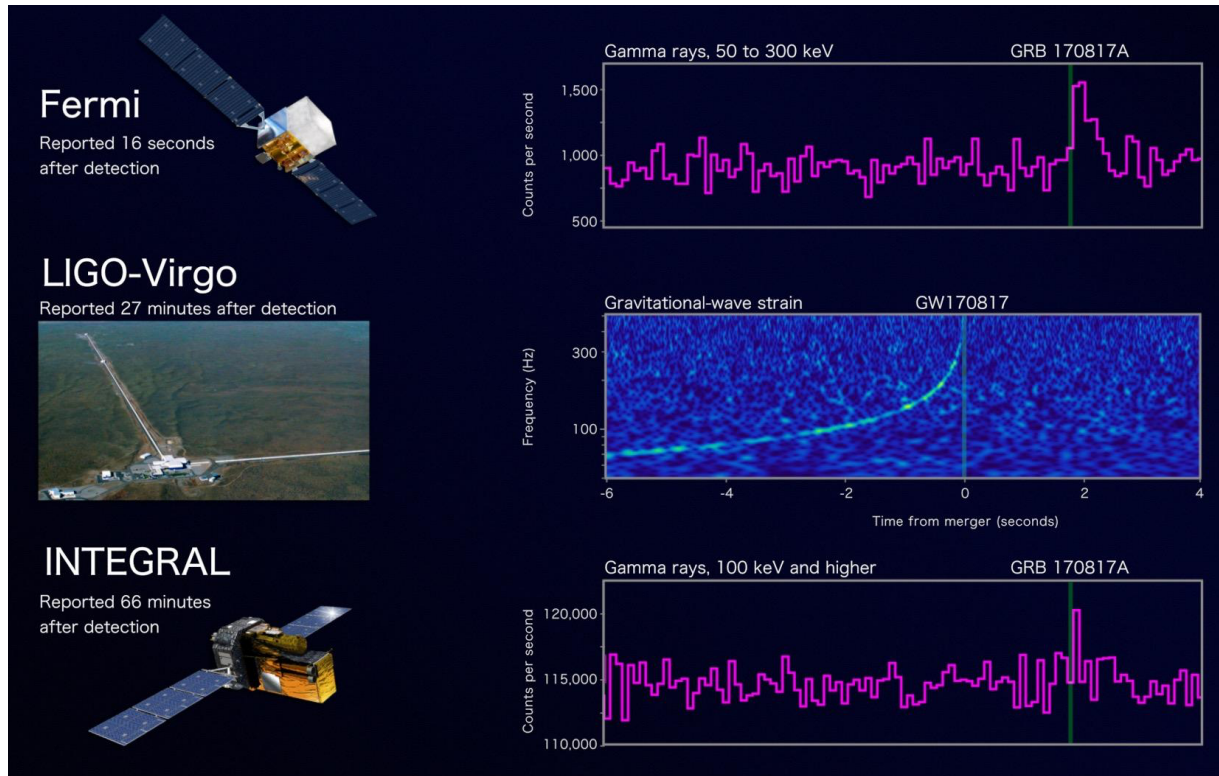 Fermi
Reported 16 seconds
after detection
Gamma rays, 50 to 300 keV
GRB 170817A
Counts per second
1,500
1,000
500
LIGO-Virgo
Reported 27 minutes after detection
Gravitational-wave strain
GW170817
Frequency (Hz)
300
100
-6
-4
-2
0
2
4
Time from merger (seconds)
INTEGRAL
Reported 66 minutes
after detection
Gamma rays, 100 keV and higher
GRB 170817A
Counts per second
120,000
115,000
110,000